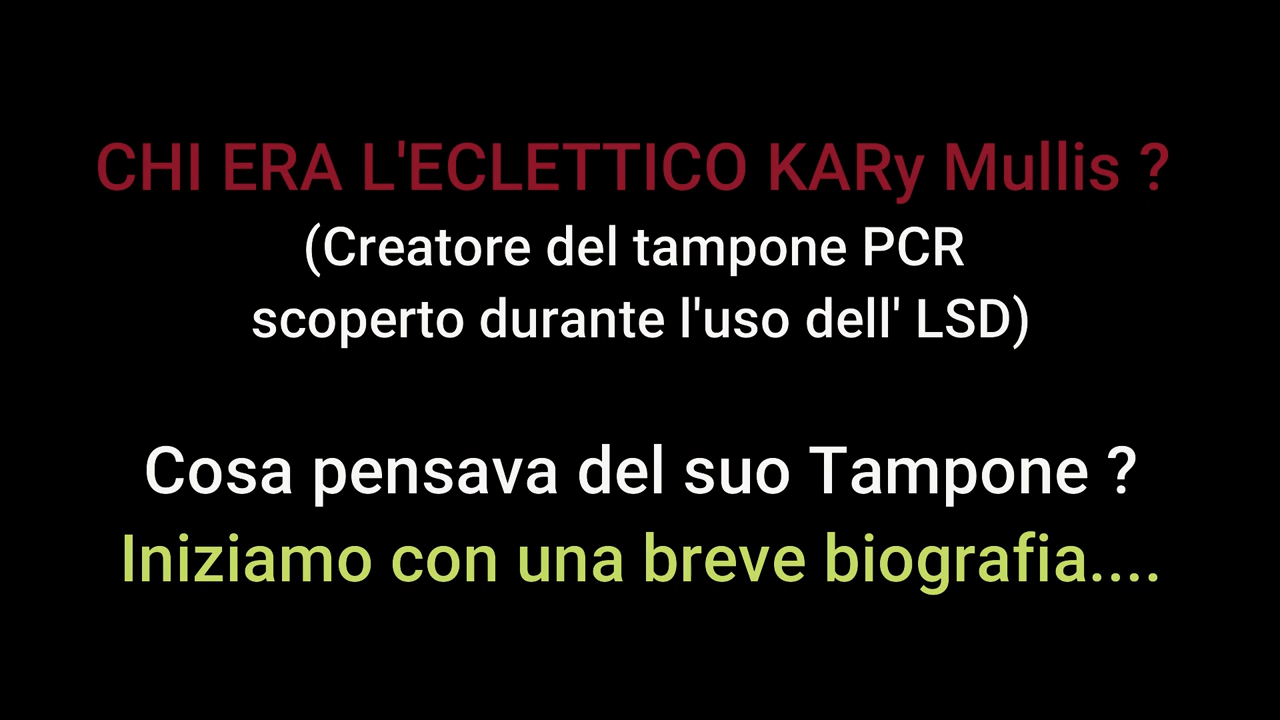 CHI ERA L'ECLETTICO KARy Mullis ?
(Creatore del tampone PCR
scoperto durante l'uso dell' LSD)
Cosa pensava del suo Tampone ?
Iniziamo con una breve biografia....